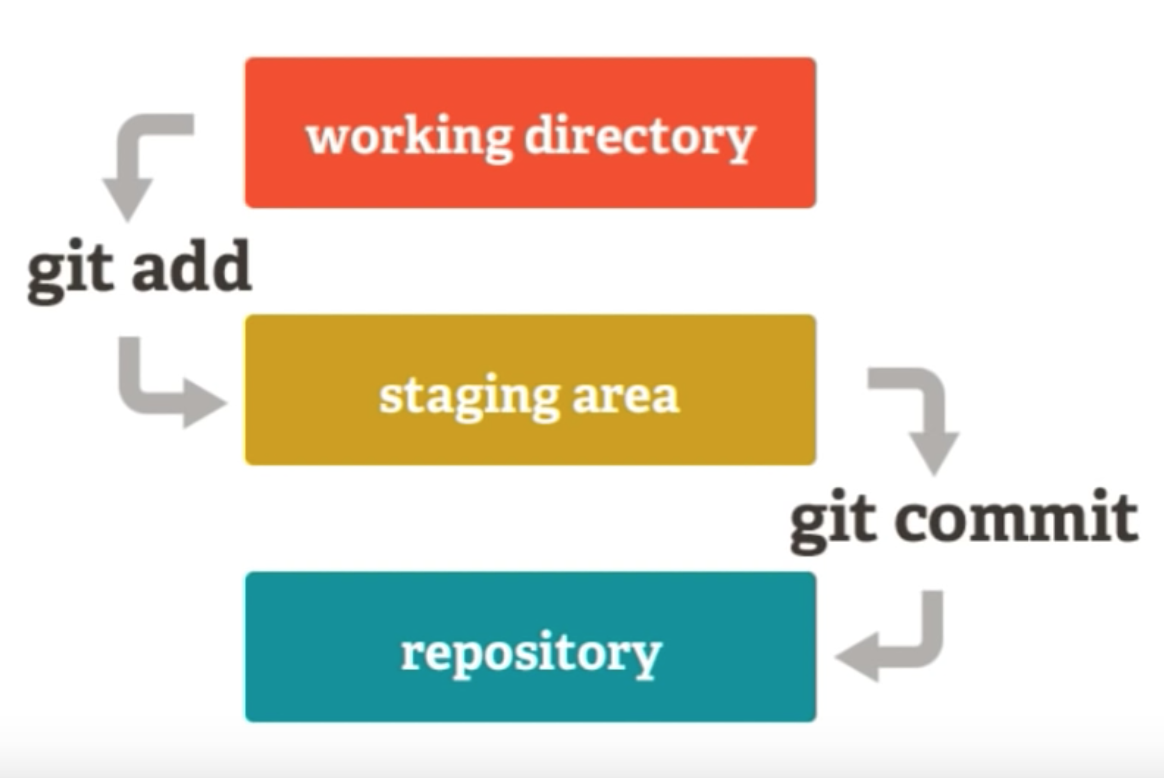 working directory
git add
staging area
git commit
repository